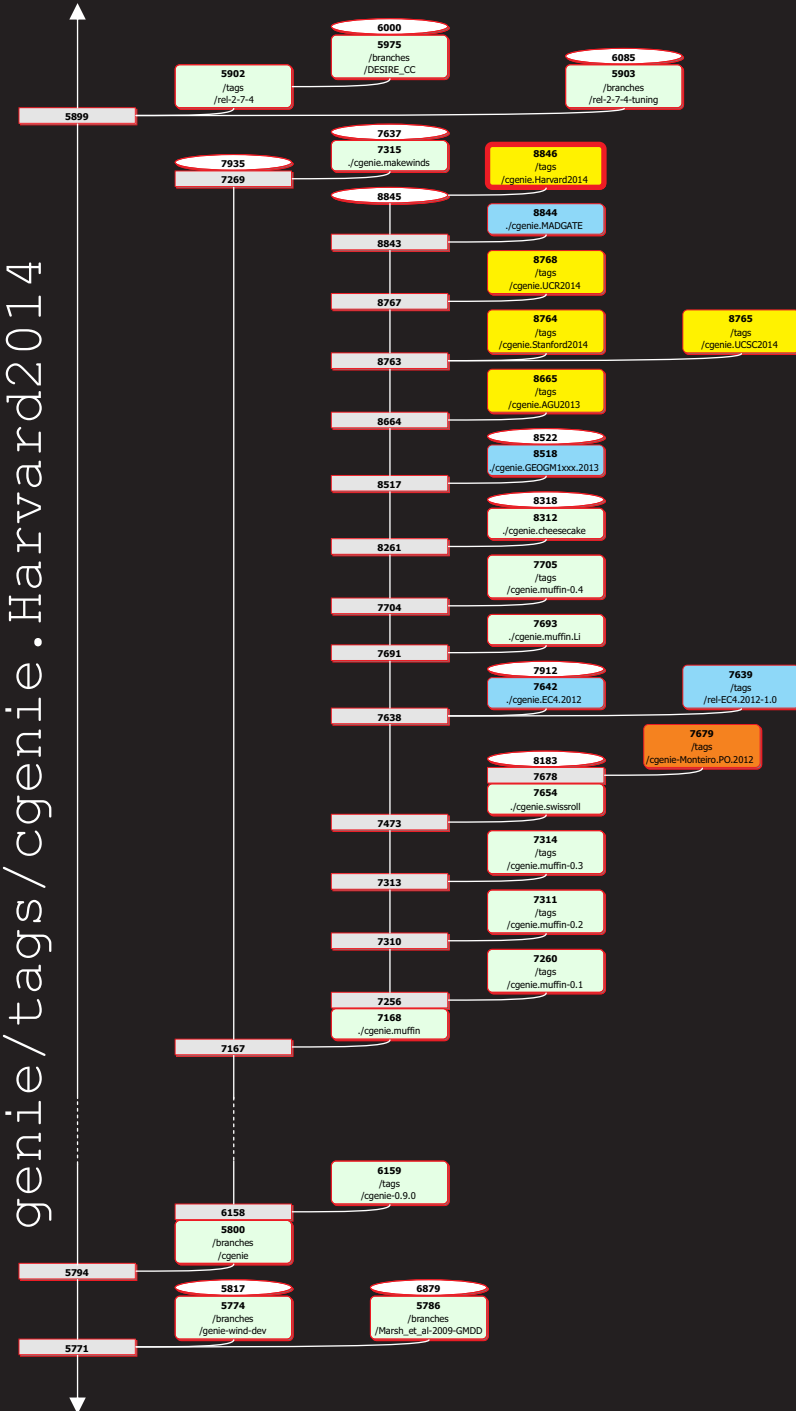 genie/tags/cgenie.Harvard2014
6000
5975
/branches
/DESIRE_CC
5902
/tags
/rel-2-7-4
6085
5903
/branches
/rel-2-7-4-tuning
5899
7637
7315
./cgenie.makewinds
7935
7269
8846
/tags
/cgenie.Harvard2014
8845
8844
./cgenie.MADGATE
8843
8768
/tags
/cgenie.UCR2014
8767
8764
/tags
/cgenie.Stanford2014
8765
/tags
/cgenie.UCSC2014
8763
8665
/tags
/cgenie.AGU2013
8664
8522
8518
./cgenie.GEOGM1xxx.2013
8517
8318
8312
./cgenie.cheesecake
8261
7705
/tags
/cgenie.muffin-0.4
7704
7693
./cgenie.muffin.Li
7691
7912
7642
./cgenie.EC4.2012
7639
/tags
/rel-EC4.2012-1.0
7638
7679
/tags
/cgenie-Monteiro.PO.2012
8183
7678
7654
./cgenie.swissroll
7473
7314
/tags
/cgenie.muffin-0.3
7313
7311
/tags
/cgenie.muffin-0.2
7310
7260
/tags
/cgenie.muffin-0.1
7256
7168
./cgenie.muffin
7167
6159
/tags
/cgenie-0.9.0
6158
5800
/branches
/cgenie
5794
5817
5774
/branches
/genie-wind-dev
6879
5786
/branches
/Marsh_et_al-2009-GMDD
5771